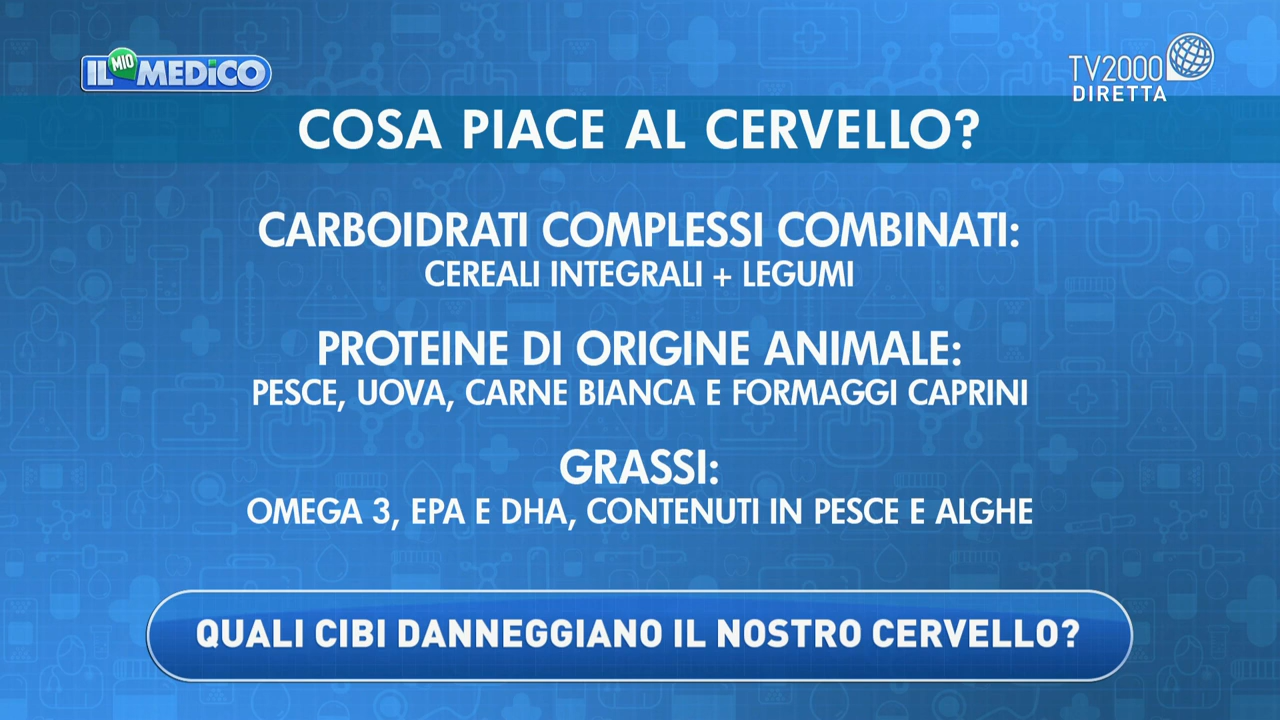 IL MIO MEDICO
TV2000
DIRETTA
COSA PIACE AL CERVELLO?
CARBOIDRATI COMPLESSI COMBINATI:
CEREALI INTEGRALI + LEGUMI
PROTEINE DI ORIGINE ANIMALE:
PESCE, UOVA, CARNE BIANCA E FORMAGGI CAPRINI
GRASSI:
OMEGA 3, EPA E DHA, CONTENUTI IN PESCE E ALGHE
QUALI CIBI DANNEGGIANO IL NOSTRO CERVELLO?